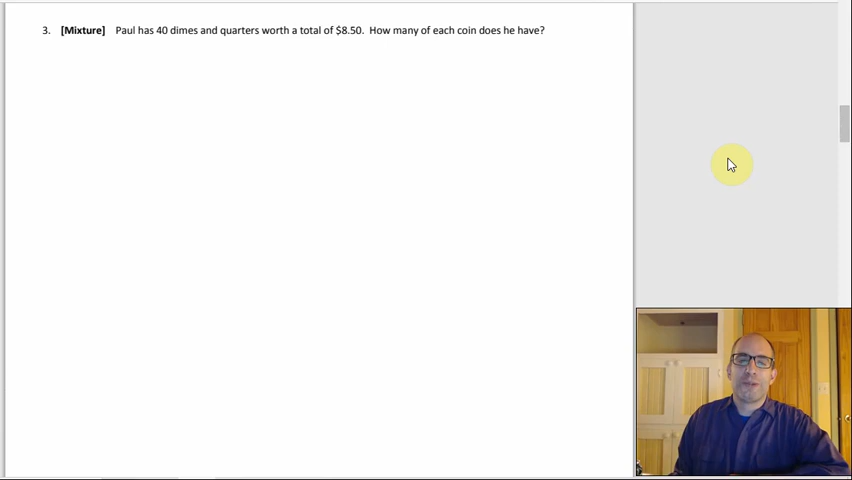 3. [Mixture] Paul has 40 dimes and quarters worth a total of $8.50. How many of each coin does he have?